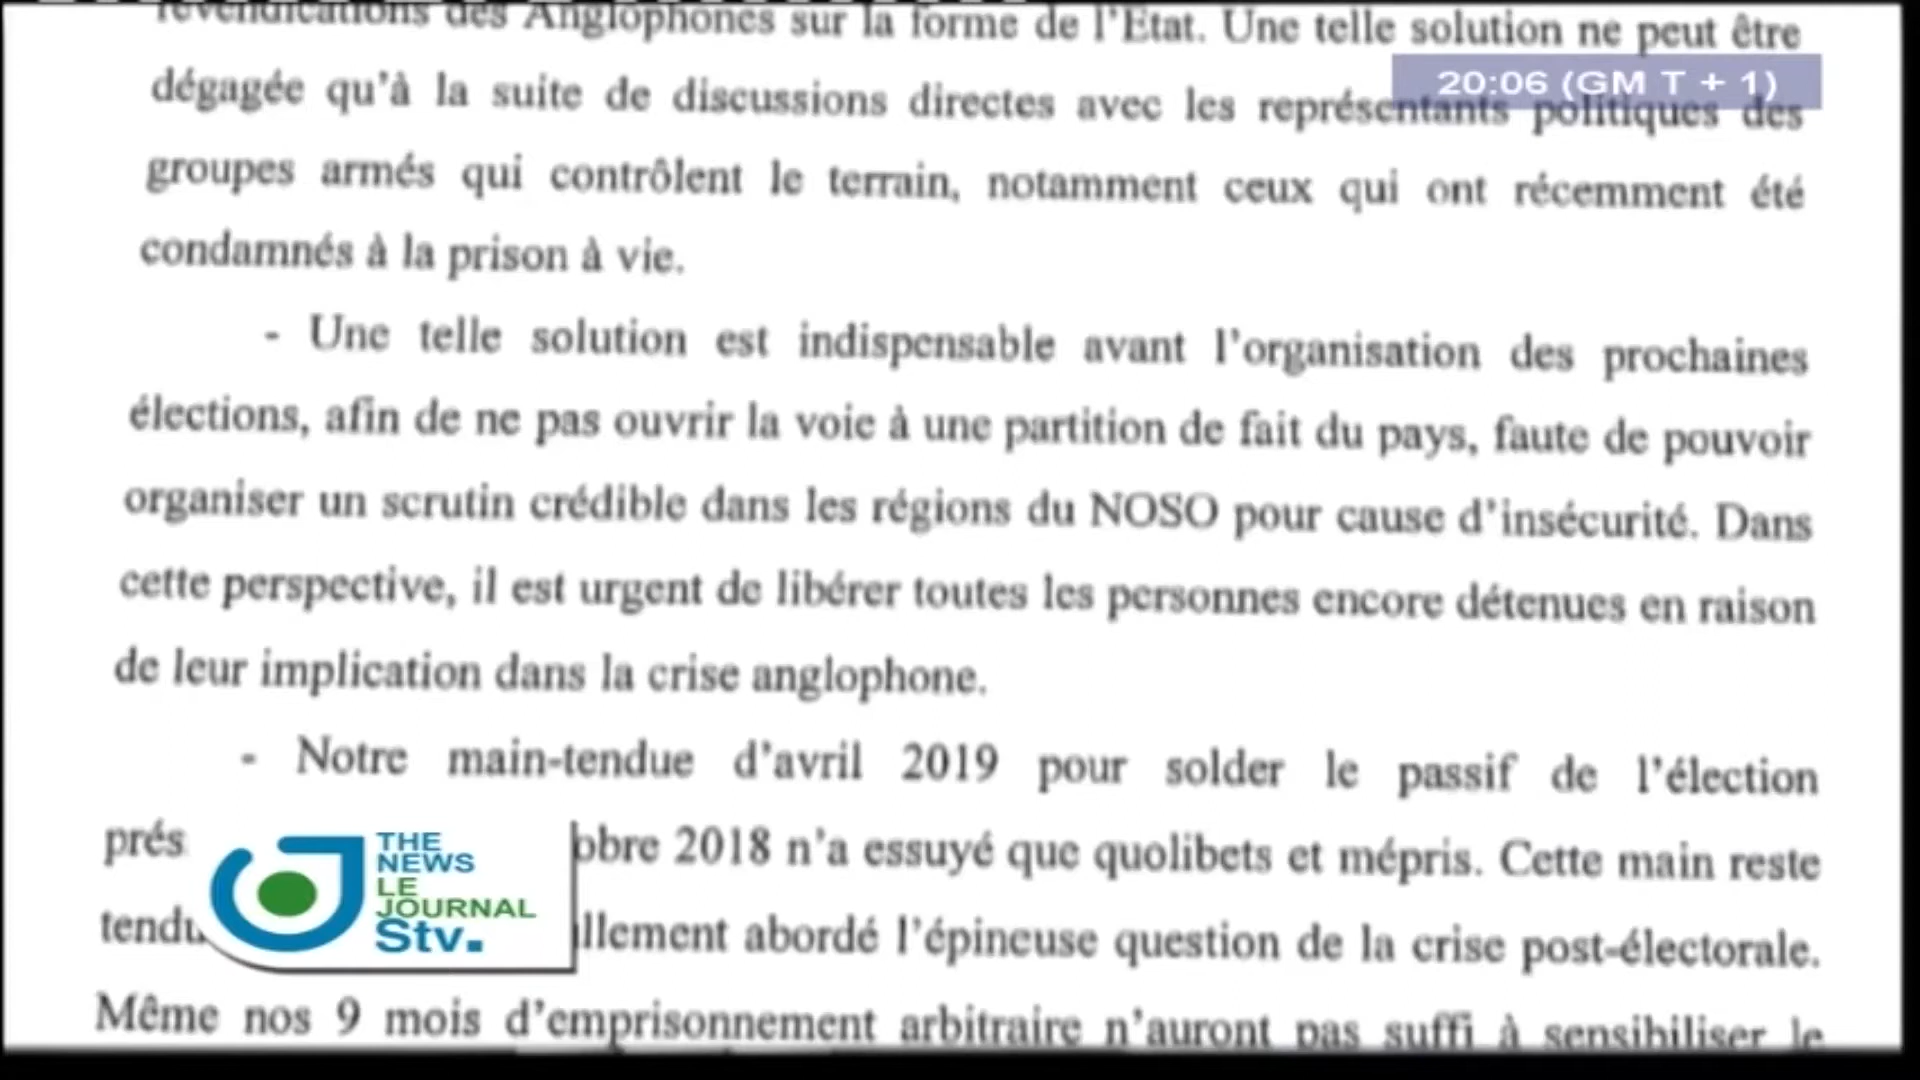 revendications des Anglophones sur la forme de l'Etat. Une telle solution ne peut être
20:06 (GMT + 1)
dégagée qu'à la suite de discussions directes avec les représentants politiques des
groupes armés qui contrôlent le terrain, notamment ceux qui ont récemment été
condamnés à la prison à vie.
- Une telle solution est indispensable avant l'organisation des prochaines
élections, afin de ne pas ouvrir la voie à une partition de fait du pays, faute de pouvoir
organiser un scrutin crédible dans les régions du NOSO pour cause d'insécurité. Dans
cette perspective, il est urgent de libérer toutes les personnes encore détenues en raison
de leur implication dans la crise anglophone.
- Notre main-tendue d'avril 2019 pour solder le passif de l'élection
prés obre 2018 n'a essuyé que quolibets et mépris. Cette main reste
tendu llement abordé l'épineuse question de la crise post-électorale.
Même nos 9 mois d'emprisonnement arbitraire n'auront pas suffi à sensibiliser le
THE
NEWS
LE
JOURNAL
Stv.